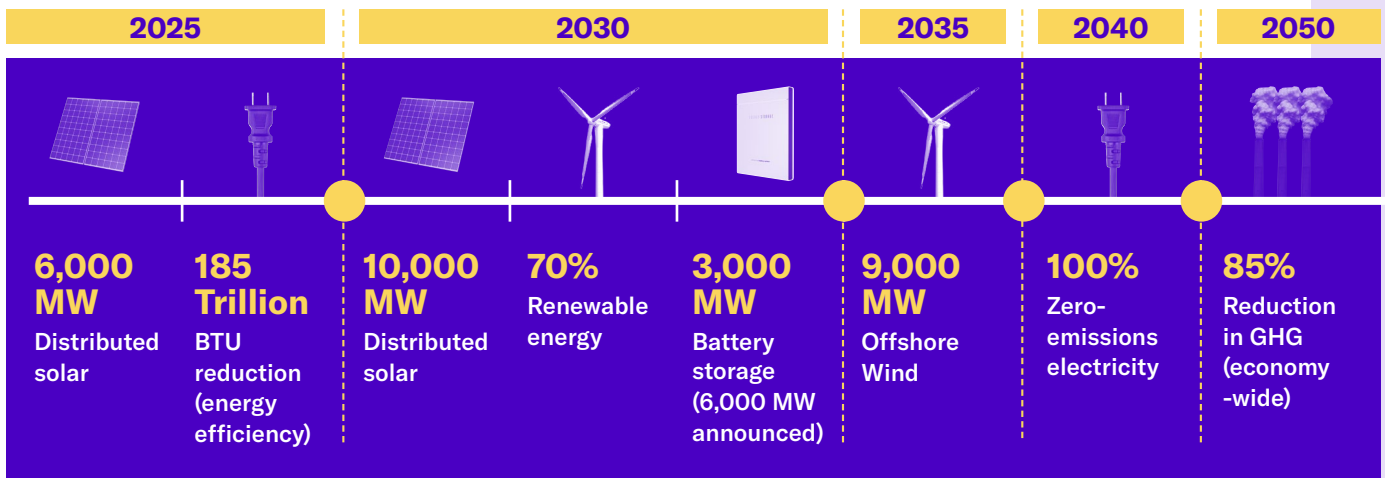 2025
2030
2035
2040
2050
6,000
MW
Distributed
solar
185
Trillion
BTU
reduction
(energy
efficiency)
10,000
MW
Distributed
solar
70%
Renewable
energy
3,000
MW
Battery
storage
(6,000 MW
announced)
9,000
MW
Offshore
Wind
100%
Zero-
emissions
electricity
85%
Reduction
in GHG
(economy
-wide)